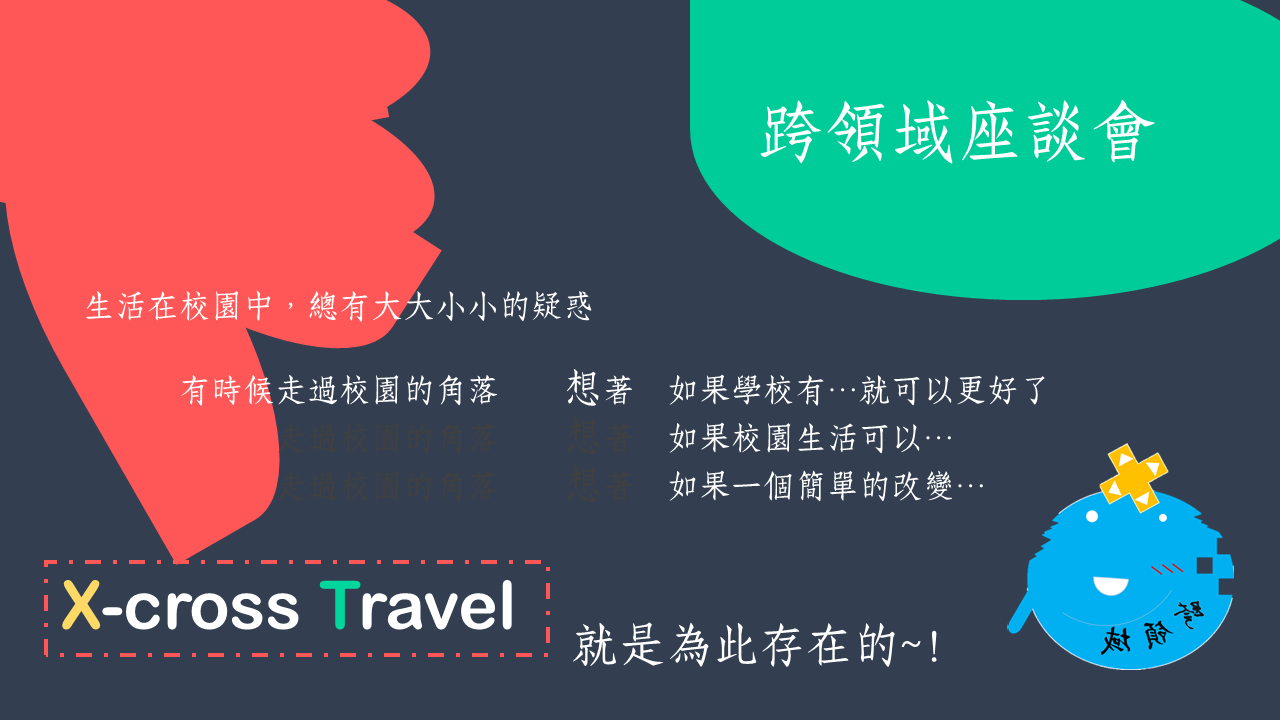 跨領域座談會
生活在校園中，總有大大小小的疑惑
有時候走過校園的角落 想著 如果學校有…就可以更好了
走過校園的角落 想著 如果校園生活可以…
走過校園的角落 想著 如果一個簡單的改變…
X-cross Travel
就是為此存在的~!
跨領域